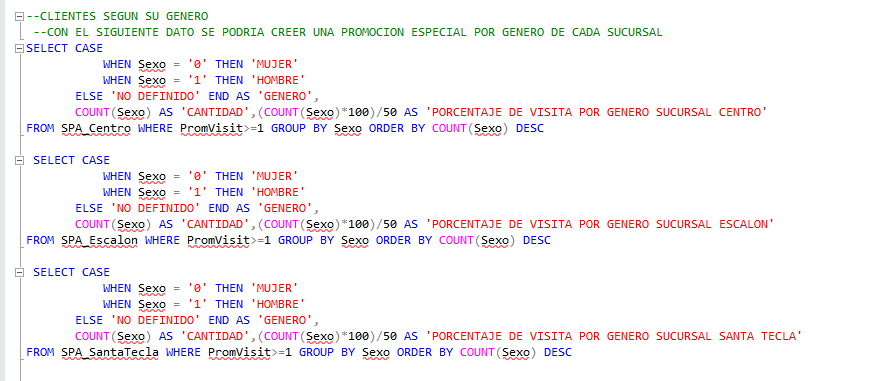 --CLIENTES SEGUN SU GENERO
--CON EL SIGUIENTE DATO SE PODRIA CREER UNA PROMOCION ESPECIAL POR GENERO DE CADA SUCURSAL
SELECT CASE
WHEN Sexo = '0' THEN 'MUJER'
WHEN Sexo = '1' THEN 'HOMBRE'
ELSE 'NO DEFINIDO' END AS 'GENERO',
COUNT(Sexo) AS 'CANTIDAD',(COUNT(Sexo)*100)/50 AS 'PORCENTAJE DE VISITA POR GENERO SUCURSAL CENTRO'
FROM SPA_Centro WHERE PromVisit>=1 GROUP BY Sexo ORDER BY COUNT(Sexo) DESC
SELECT CASE
WHEN Sexo = '0' THEN 'MUJER'
WHEN Sexo = '1' THEN 'HOMBRE'
ELSE 'NO DEFINIDO' END AS 'GENERO',
COUNT(Sexo) AS 'CANTIDAD',(COUNT(Sexo)*100)/50 AS 'PORCENTAJE DE VISITA POR GENERO SUCURSAL ESCALON'
FROM SPA_Escalon WHERE PromVisit>=1 GROUP BY Sexo ORDER BY COUNT(Sexo) DESC
SELECT CASE
WHEN Sexo = '0' THEN 'MUJER'
WHEN Sexo = '1' THEN 'HOMBRE'
ELSE 'NO DEFINIDO' END AS 'GENERO',
COUNT(Sexo) AS 'CANTIDAD',(COUNT(Sexo)*100)/50 AS 'PORCENTAJE DE VISITA POR GENERO SUCURSAL SANTA TECLA'
FROM SPA_SantaTecla WHERE PromVisit>=1 GROUP BY Sexo ORDER BY COUNT(Sexo) DESC